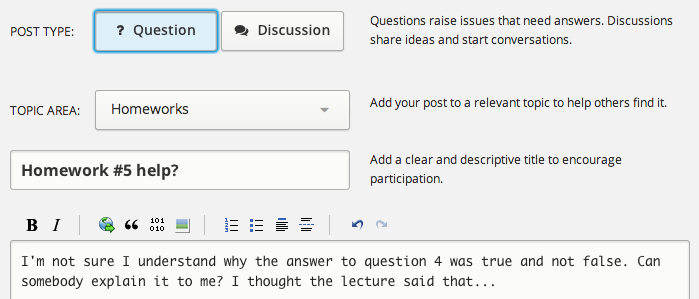 POST TYPE:
? Question
Discussion
Questions raise issues that need answers. Discussions
share ideas and start conversations.
TOPIC AREA:
Homeworks
Add your post to a relevant topic to help others find it.
Homework #5 help?
Add a clear and descriptive title to encourage
participation.
B I “ 101 010 1 2 3
I'm not sure I understand why the answer to question 4 was true and not false. Can
somebody explain it to me? I thought the lecture said that...